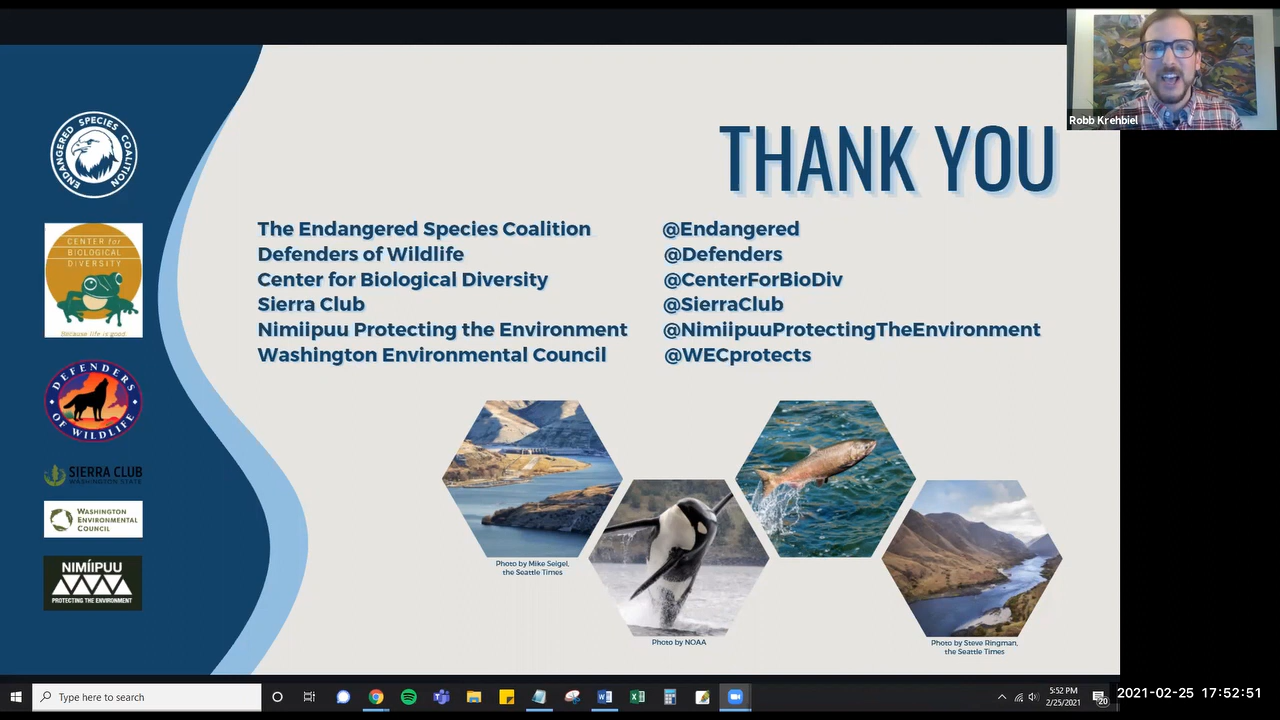 Robb Krehbiel
THANK YOU
ENDANGERED SPECIES COALITION
CENTER for
BIOLOGICAL
DIVERSITY
Because life is good
DEFENDERS OF WILDLIFE
SIERRA CLUB
WASHINGTON STATE
WASHINGTON
ENVIRONMENTAL
COUNCIL
NIMÍIPUU
PROTECTING THE ENVIRONMENT
The Endangered Species Coalition @Endangered
Defenders of Wildlife @Defenders
Center for Biological Diversity @CenterForBioDiv
Sierra Club @SierraClub
Nimiipuu Protecting the Environment @NimiipuuProtectingTheEnvironment
Washington Environmental Council @WECprotects
Photo by Mike Seigel,
the Seattle Times
Photo by NOAA
Photo by Steve Ringman,
the Seattle Times
Type here to search
5:52 PM
2/25/2021
20
2021-02-25 17:52:51